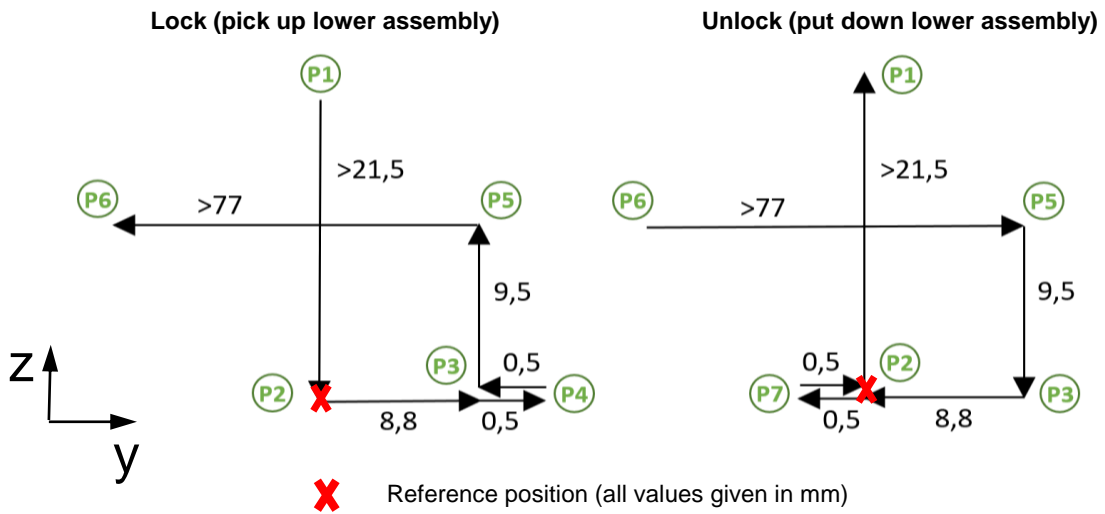 Lock (pick up lower assembly)
Unlock (put down lower assembly)
P1
>21,5
P6
>77
P5
9,5
P3
0,5
P2
P4
8,8
0,5
P1
>21,5
P6
>77
P5
9,5
0,5
P2
P7
P3
0,5
8,8
z
y
Reference position (all values given in mm)